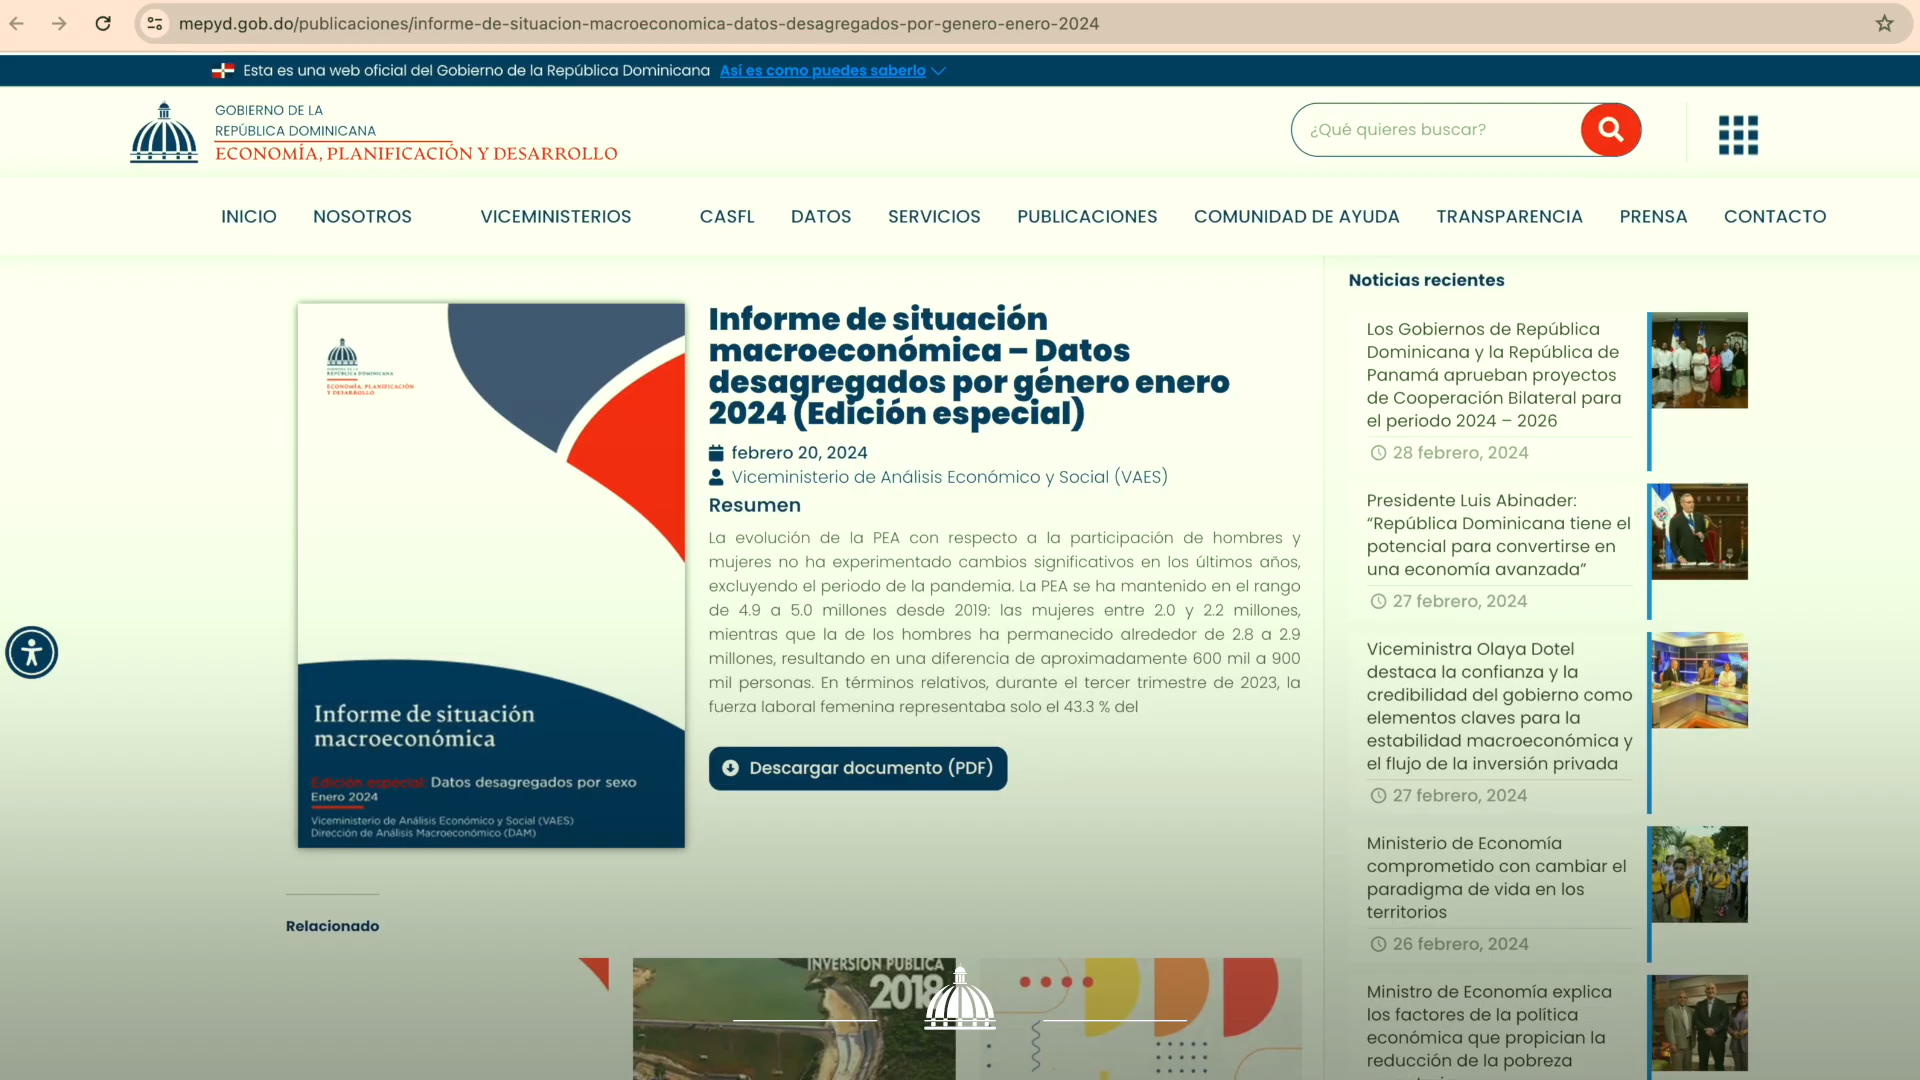 mepyd.gob.do/publicaciones/informe-de-situacion-macroeconomica-datos-desagregados-por-genero-enero-2024
Esta es una web oficial del Gobierno de la República Dominicana Así es como puedes saberlo
GOBIERNO DE LA
REPÚBLICA DOMINICANA
ECONOMÍA, PLANIFICACIÓN Y DESARROLLO
¿Qué quieres buscar?
INICIO NOSOTROS VICEMINISTERIOS CASFL DATOS SERVICIOS PUBLICACIONES COMUNIDAD DE AYUDA TRANSPARENCIA PRENSA CONTACTO
GOBIERNO DE LA
REPÚBLICA DOMINICANA
ECONOMÍA, PLANIFICACIÓN
Y DESARROLLO
Informe de situación
macroeconómica
Edición especial: Datos desagregados por sexo
Enero 2024
Viceministerio de Análisis Económico y Social (VAES)
Dirección de Análisis Macroeconómico (DAM)
Informe de situación
macroeconómica – Datos
desagregados por género enero
2024 (Edición especial)
febrero 20, 2024
Viceministerio de Análisis Económico y Social (VAES)
Resumen
La evolución de la PEA con respecto a la participación de hombres y
mujeres no ha experimentado cambios significativos en los últimos años,
excluyendo el periodo de la pandemia. La PEA se ha mantenido en el rango
de 4.9 a 5.0 millones desde 2019: las mujeres entre 2.0 y 2.2 millones,
mientras que la de los hombres ha permanecido alrededor de 2.8 a 2.9
millones, resultando en una diferencia de aproximadamente 600 mil a 900
mil personas. En términos relativos, durante el tercer trimestre de 2023, la
fuerza laboral femenina representaba solo el 43.3 % del
Descargar documento (PDF)
Relacionado
INVERSIÓN PÚBLICA
2018
Noticias recientes
Los Gobiernos de República
Dominicana y la República de
Panamá aprueban proyectos
de Cooperación Bilateral para
el periodo 2024 – 2026
28 febrero, 2024
Presidente Luis Abinader:
“República Dominicana tiene el
potencial para convertirse en
una economía avanzada”
27 febrero, 2024
Viceministra Olaya Dotel
destaca la confianza y la
credibilidad del gobierno como
elementos claves para la
estabilidad macroeconómica y
el flujo de la inversión privada
27 febrero, 2024
Ministerio de Economía
comprometido con cambiar el
paradigma de vida en los
territorios
26 febrero, 2024
Ministro de Economía explica
los factores de la política
económica que propician la
reducción de la pobreza